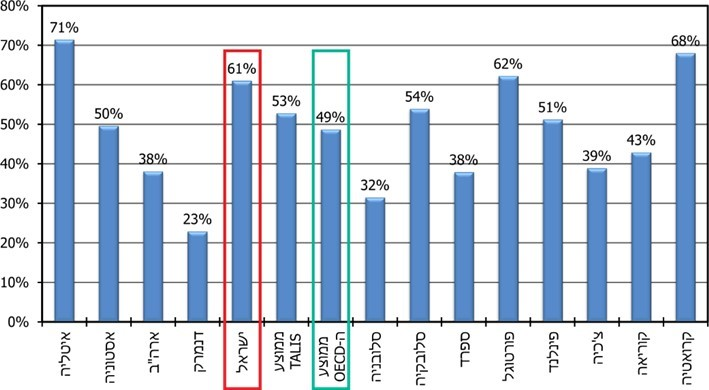 80%
70%
60%
50%
40%
30%
20%
10%
0%
71%
50%
38%
23%
61%
53%
49%
32%
54%
38%
62%
51%
39%
43%
68%
איטליה
אסטוניה
ארה"ב
דנמרק
ישראל
ממוצע
TALIS
ממוצע
ה-OECD
סלובניה
סלובקיה
ספרד
פורטוגל
פינלנד
צ'כיה
קוריאה
קרואטיה